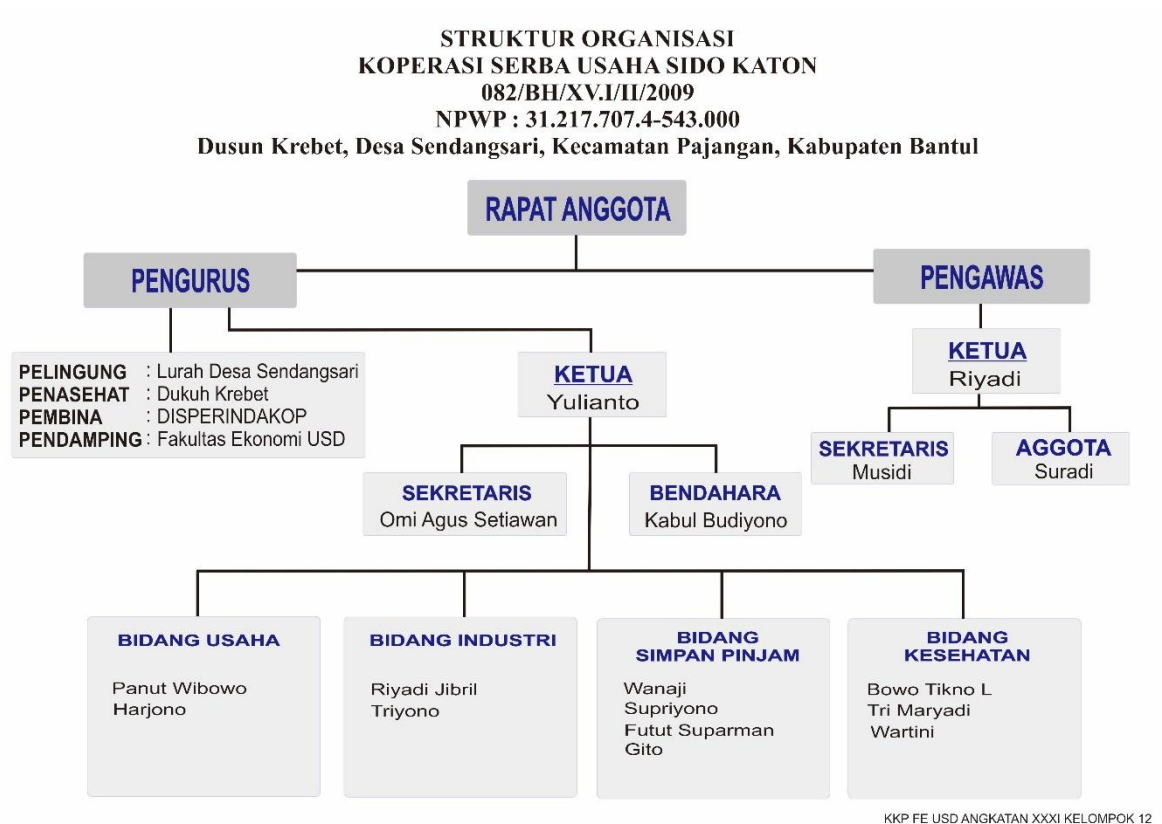 STRUKTUR ORGANISASI
KOPERASI SERBA USAHA SIDO KATON
082/BH/XV.I/II/2009
NPWP : 31.217.707.4-543.000
Dusun Krebet, Desa Sendangsari, Kecamatan Pajangan, Kabupaten Bantul
RAPAT ANGGOTA
PENGURUS
PENGAWAS
PELINGUNG : Lurah Desa Sendangsari
PENASEHAT : Dukuh Krebet
PEMBINA : DISPERINDAKOP
PENDAMPING : Fakultas Ekonomi USD
KETUA
Yulianto
KETUA
Riyadi
SEKRETARIS
Musidi
AGGOTA
Suradi
SEKRETARIS
Omi Agus Setiawan
BENDAHARA
Kabul Budiyono
BIDANG USAHA
Panut Wibowo
Harjono
BIDANG INDUSTRI
Riyadi Jibril
Triyono
BIDANG
SIMPAN PINJAM
Wanaji
Supriyono
Futut Suparman
Gito
BIDANG
KESEHATAN
Bowo Tikno L
Tri Maryadi
Wartini
KKP FE USD ANGKATAN XXXI KELOMPOK 12